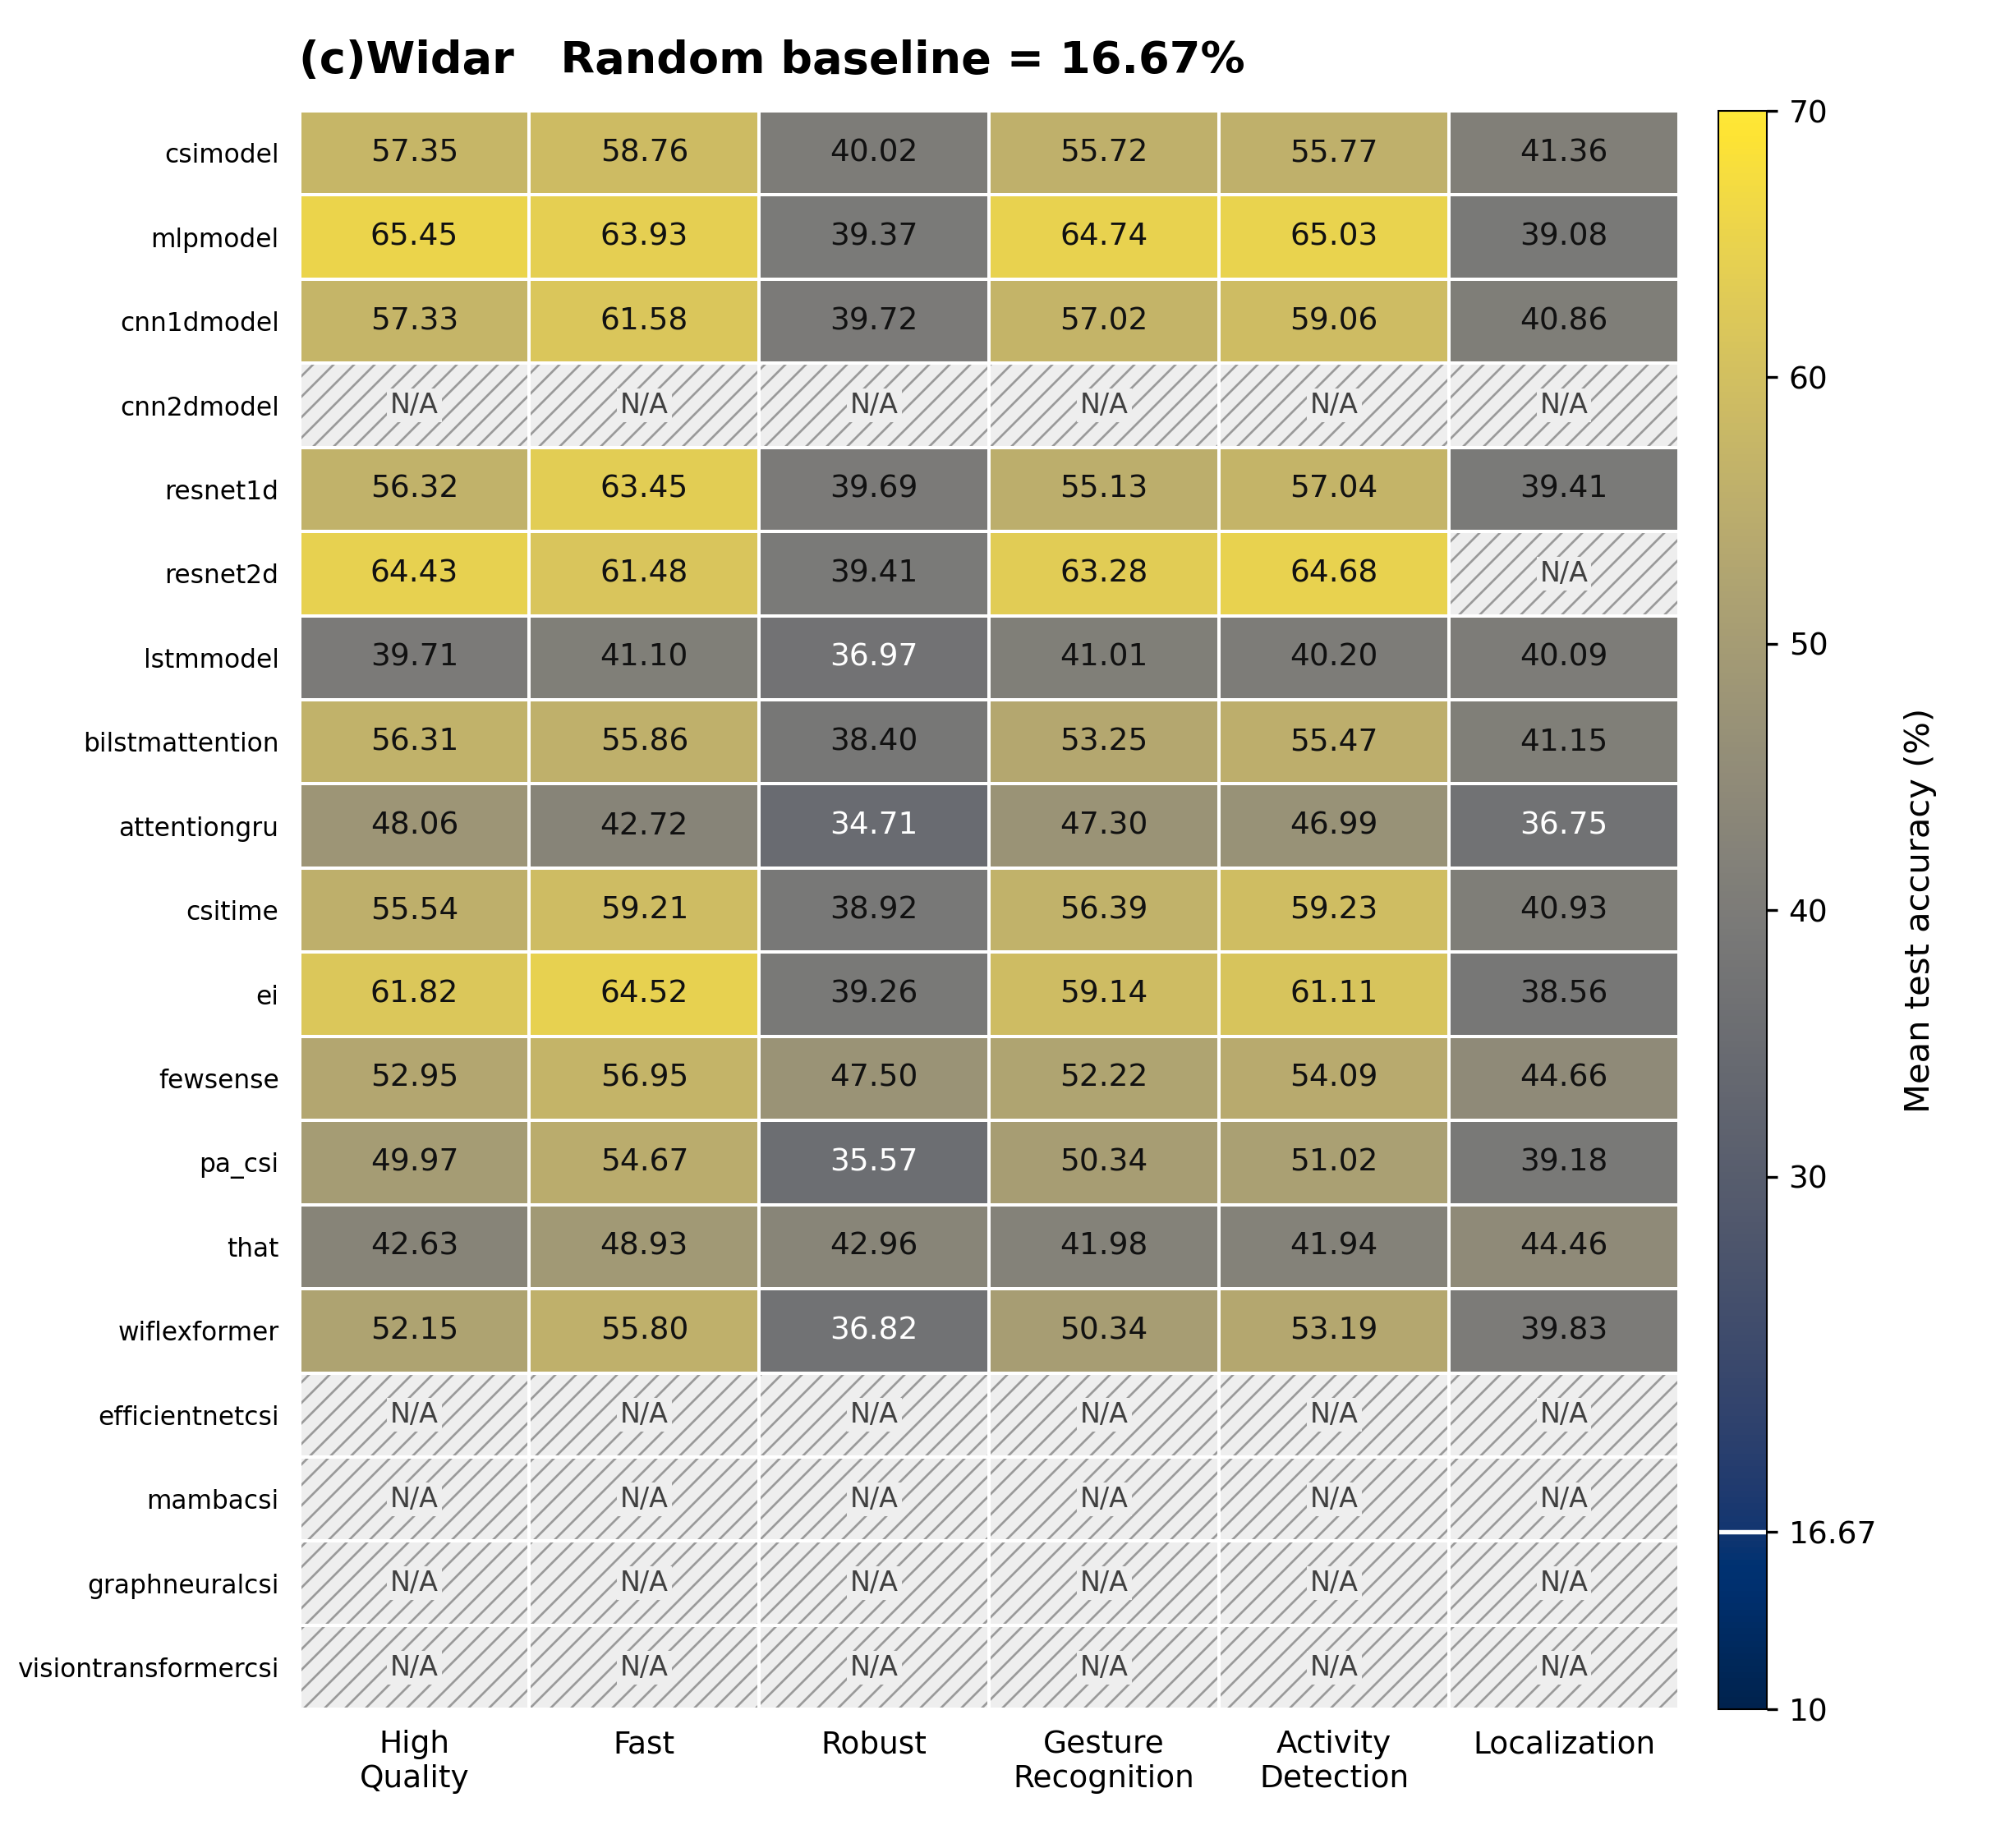 (c)Widar   Random baseline = 16.67%
csimodel 57.35 58.76 40.02 55.72 55.77 41.36
mlpmodel 65.45 63.93 39.37 64.74 65.03 39.08
cnn1dmodel 57.33 61.58 39.72 57.02 59.06 40.86
cnn2dmodel N/A N/A N/A N/A N/A N/A
resnet1d 56.32 63.45 39.69 55.13 57.04 39.41
resnet2d 64.43 61.48 39.41 63.28 64.68 N/A
lstmmodel 39.71 41.10 36.97 41.01 40.20 40.09
bilstmattention 56.31 55.86 38.40 53.25 55.47 41.15
attentiongru 48.06 42.72 34.71 47.30 46.99 36.75
csitime 55.54 59.21 38.92 56.39 59.23 40.93
ei 61.82 64.52 39.26 59.14 61.11 38.56
fewsense 52.95 56.95 47.50 52.22 54.09 44.66
pa_csi 49.97 54.67 35.57 50.34 51.02 39.18
that 42.63 48.93 42.96 41.98 41.94 44.46
wiflexformer 52.15 55.80 36.82 50.34 53.19 39.83
efficientnetcsi N/A N/A N/A N/A N/A N/A
mambacsi N/A N/A N/A N/A N/A N/A
graphneuralcsi N/A N/A N/A N/A N/A N/A
visiontransformercsi N/A N/A N/A N/A N/A N/A
High Fast Robust Gesture Activity Localization
Quality Recognition Detection
70
60
50
40
30
16.67
10
Mean test accuracy (%)